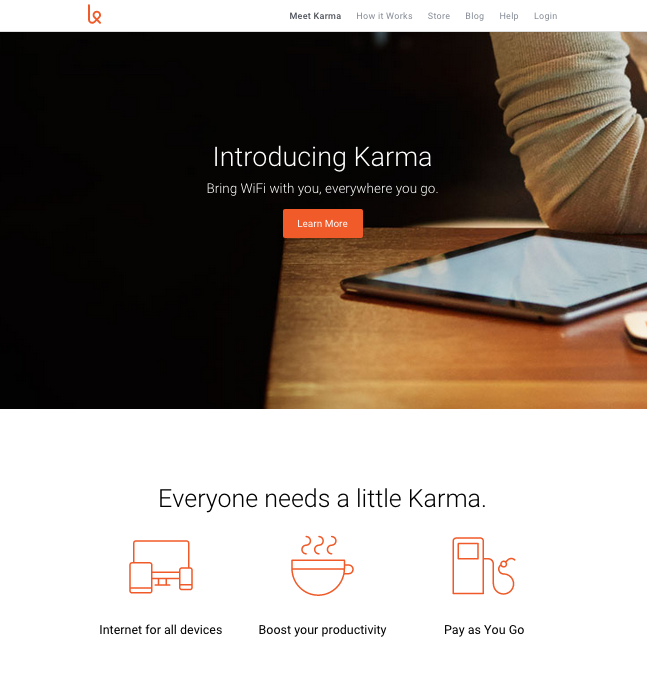 Meet Karma How it Works Store Blog Help Login
Introducing Karma
Bring WiFi with you, everywhere you go.
Learn More
Everyone needs a little Karma.
Internet for all devices Boost your productivity Pay as You Go